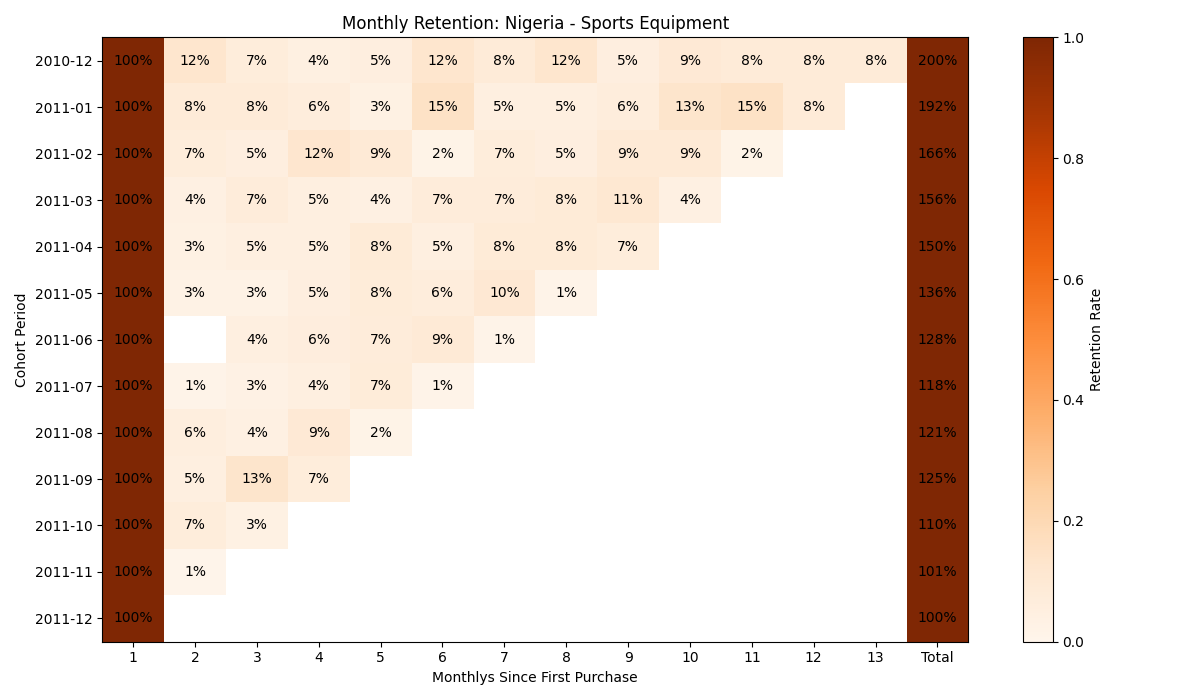 Monthly Retention: Nigeria - Sports Equipment
2010-12 100% 12% 7% 4% 5% 12% 8% 12% 5% 9% 8% 8% 8% 200%
2011-01 100% 8% 8% 6% 3% 15% 5% 5% 6% 13% 15% 8% 192%
2011-02 100% 7% 5% 12% 9% 2% 7% 5% 9% 9% 2% 166%
2011-03 100% 4% 7% 5% 4% 7% 7% 8% 11% 4% 156%
2011-04 100% 3% 5% 5% 8% 5% 8% 8% 7% 150%
2011-05 100% 3% 3% 5% 8% 6% 10% 1% 136%
2011-06 100% 4% 6% 7% 9% 1% 128%
2011-07 100% 1% 3% 4% 7% 1% 118%
2011-08 100% 6% 4% 9% 2% 121%
2011-09 100% 5% 13% 7% 125%
2011-10 100% 7% 3% 110%
2011-11 100% 1% 101%
2011-12 100% 100%
1 2 3 4 5 6 7 8 9 10 11 12 13 Total
Monthlys Since First Purchase
Cohort Period
1.0
0.8
0.6
0.4
0.2
0.0
Retention Rate